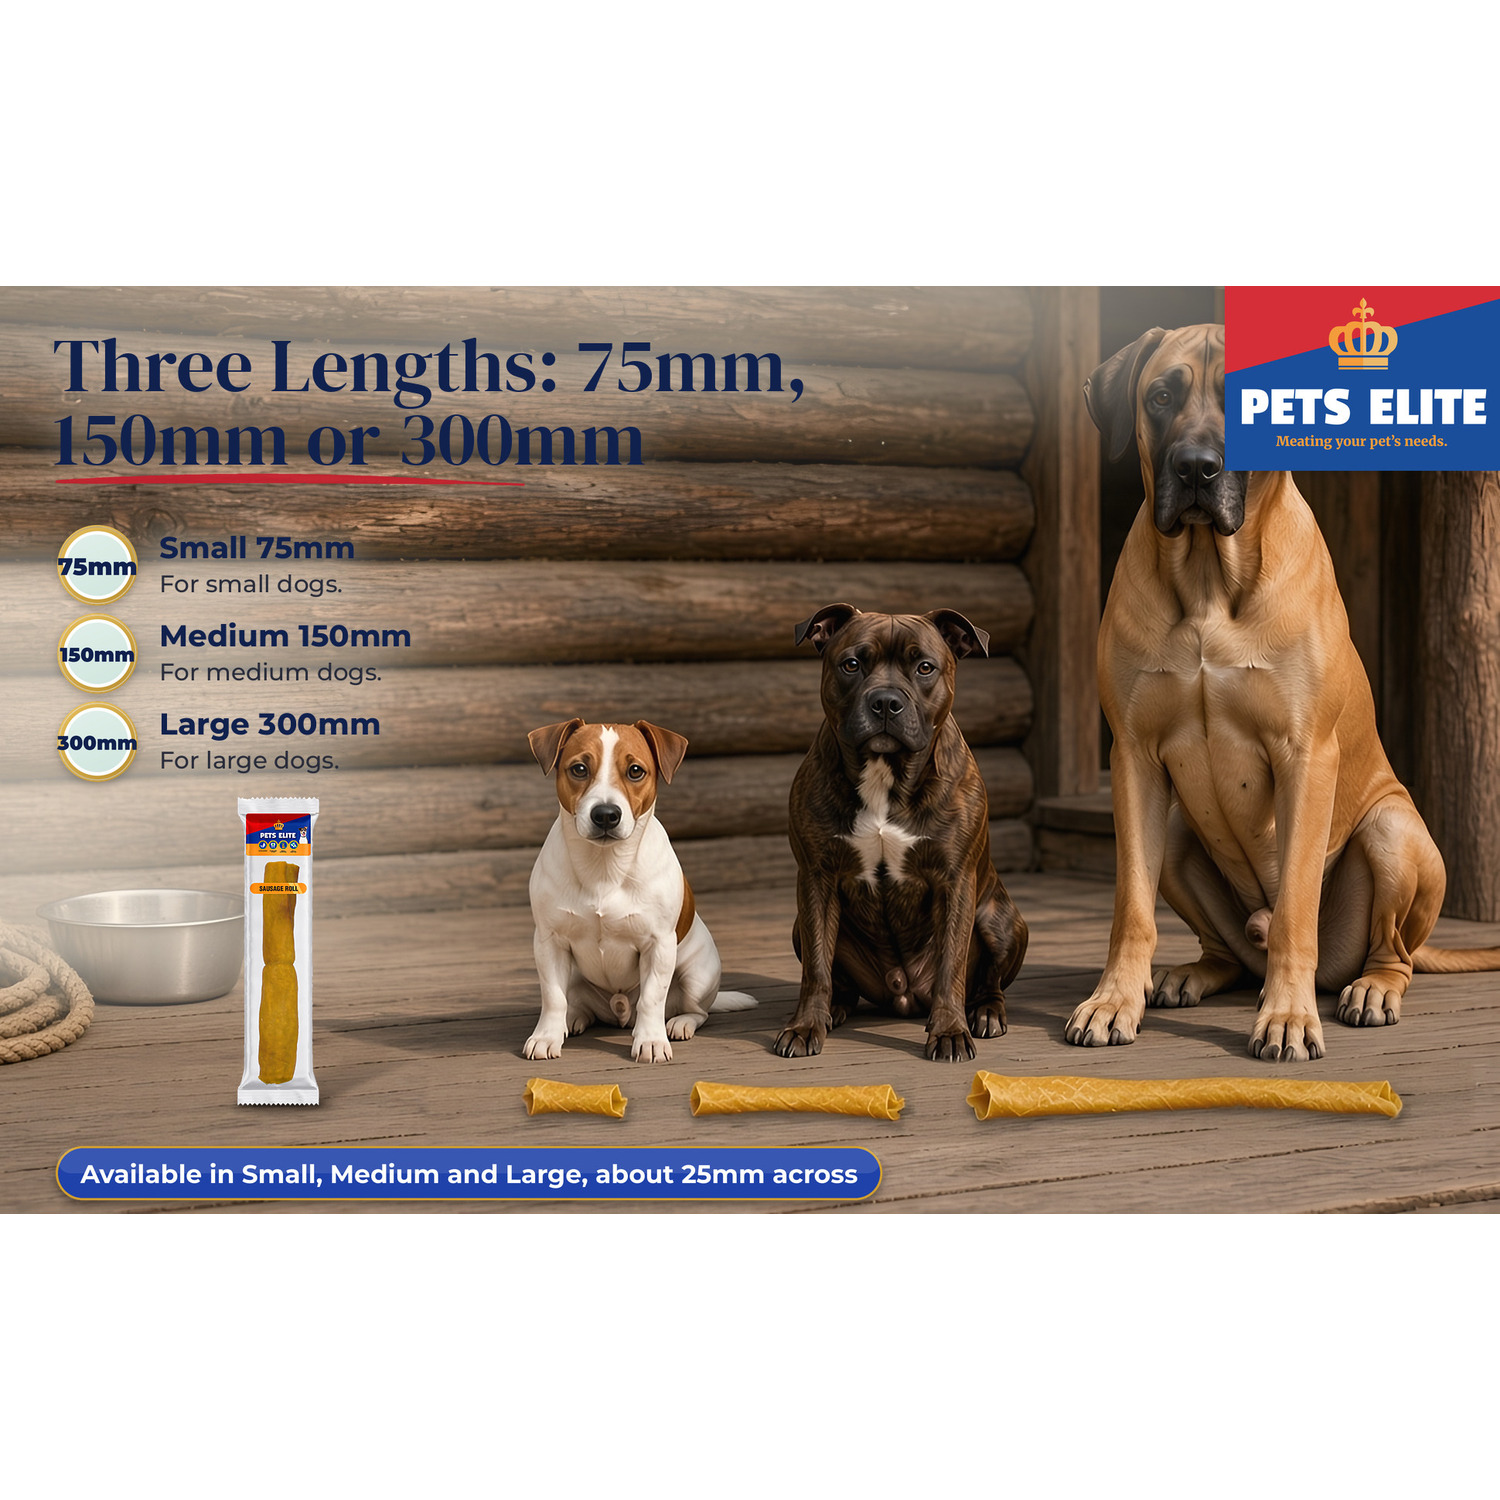 Three Lengths: 75mm,
150mm or 300mm
75mm
Small 75mm
For small dogs.
150mm
Medium 150mm
For medium dogs.
300mm
Large 300mm
For large dogs.
PETS ELITE
Meating your pet's needs.
PETS ELITE
SAUSAGE ROLL
Available in Small, Medium and Large, about 25mm across